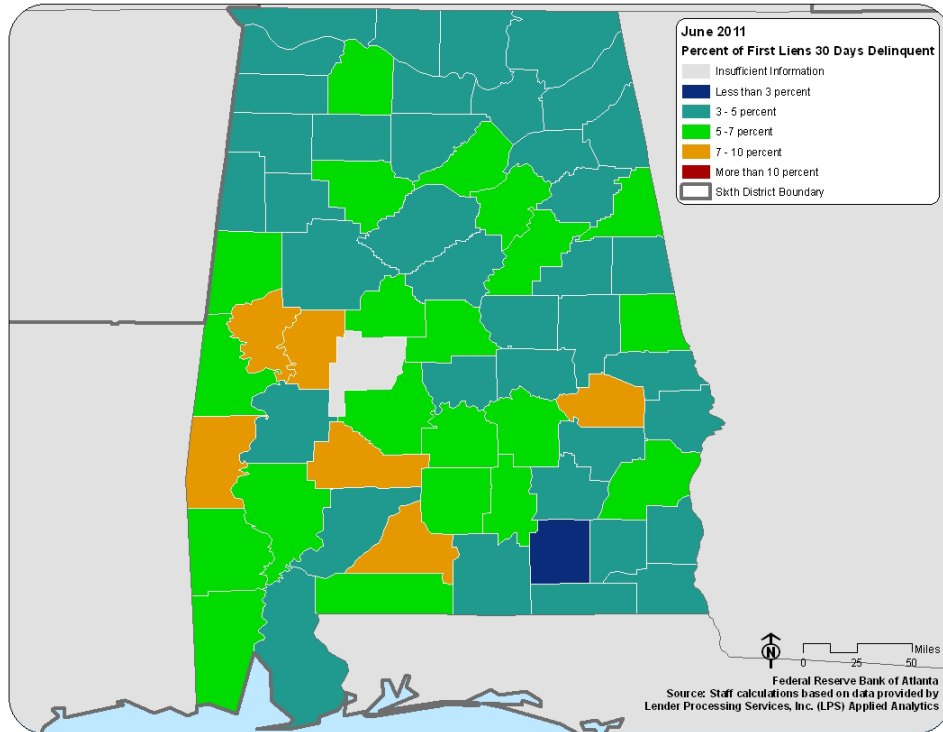 June 2011
Percent of First Liens 30 Days Delinquent
Insufficient Information
Less than 3 percent
3 - 5 percent
5 -7 percent
7 - 10 percent
More than 10 percent
Sixth District Boundary
N
Miles
0 25 50
Federal Reserve Bank of Atlanta
Source: Staff calculations based on data provided by
Lender Processing Services, Inc. (LPS) Applied Analytics